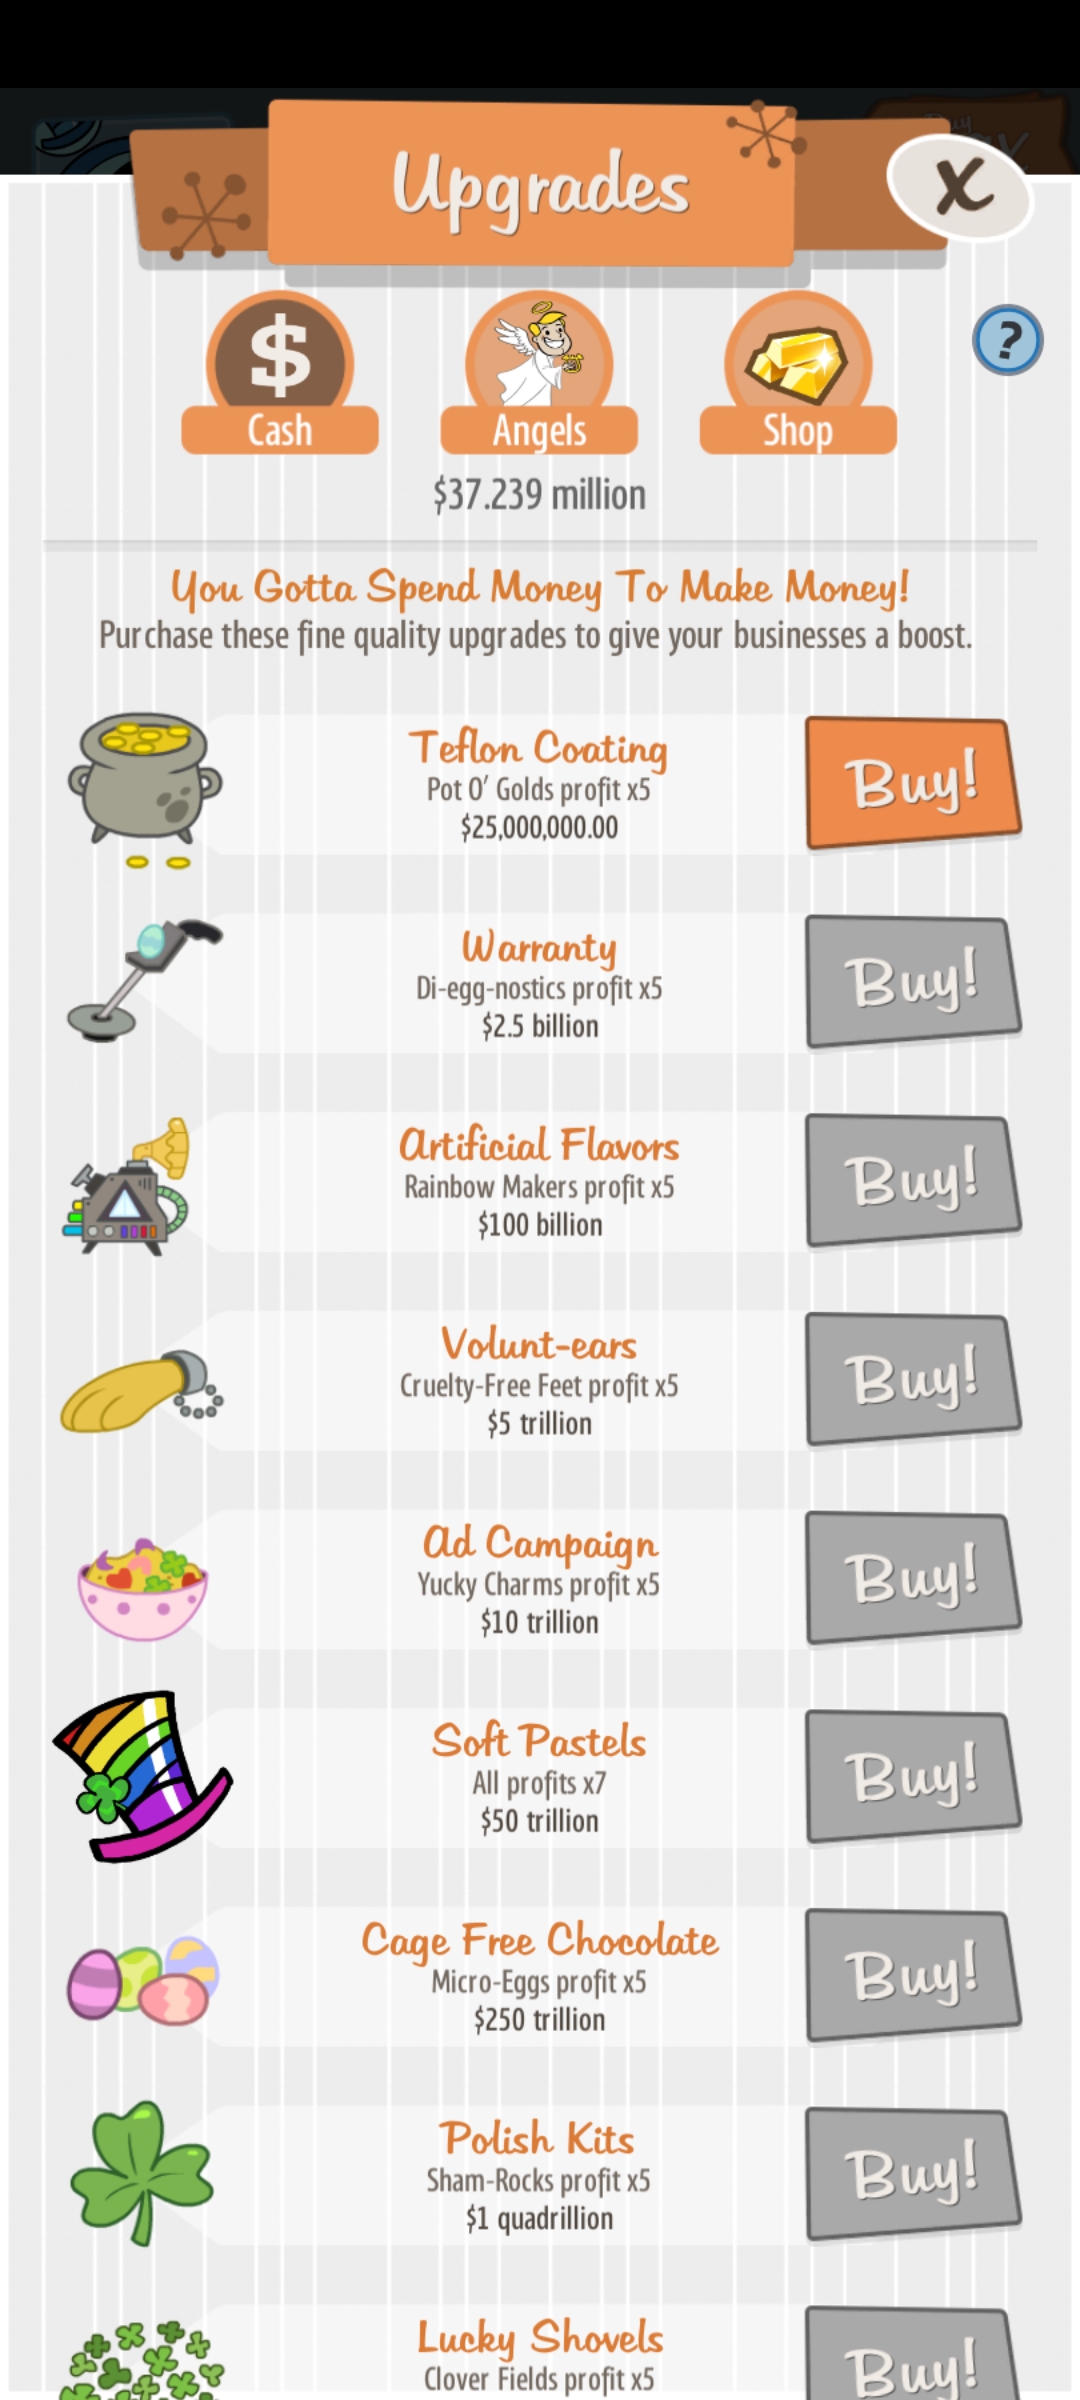 Upgrades
X
$
?
Cash
Angels
Shop
$37.239 million
You Gotta Spend Money To Make Money!
Purchase these fine quality upgrades to give your businesses a boost.
Teflon Coating
Pot O' Golds profit x5
$25,000,000.00
Buy!
Warranty
Di-egg-nostics profit x5
$2.5 billion
Buy!
Artificial Flavors
Rainbow Makers profit x5
$100 billion
Buy!
Volunt-ears
Cruelty-Free Feet profit x5
$5 trillion
Buy!
Ad Campaign
Yucky Charms profit x5
$10 trillion
Buy!
Soft Pastels
All profits x7
$50 trillion
Buy!
Cage Free Chocolate
Micro-Eggs profit x5
$250 trillion
Buy!
Polish Kits
Sham-Rocks profit x5
$1 quadrillion
Buy!
Lucky Shovels
Clover Fields profit x5
Buy!